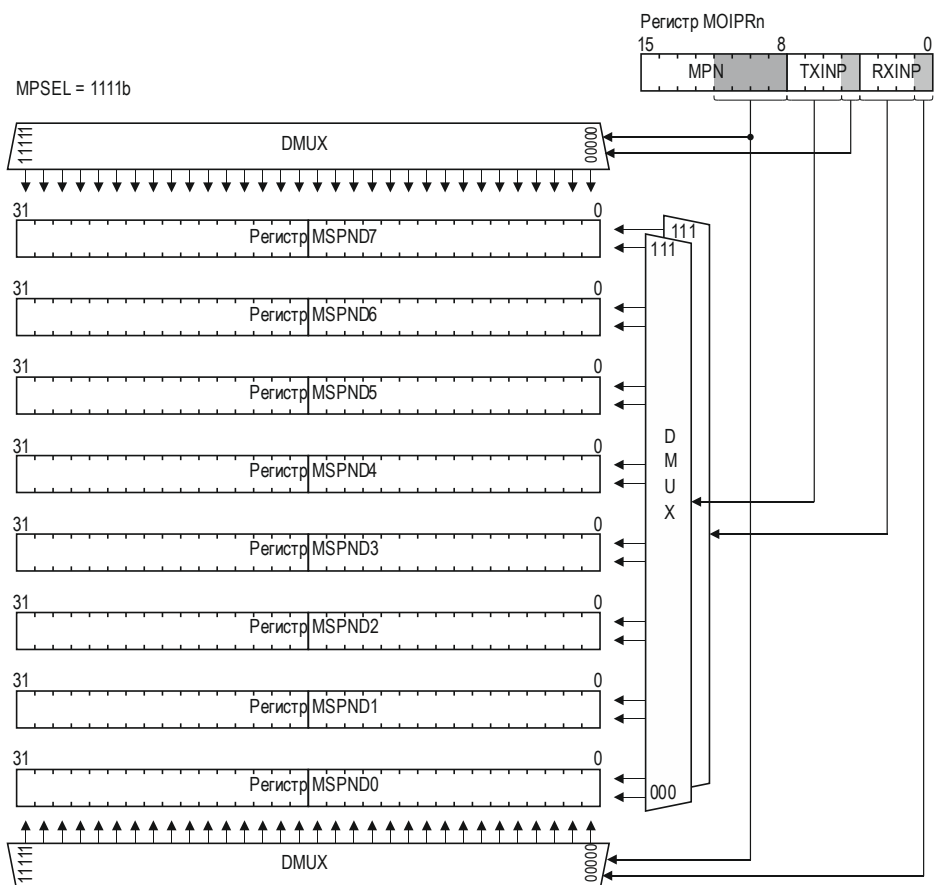 Регистр MOIPRn
15 8 0
MPN TXINP RXINP
MPSEL = 1111b
11111 DMUX 00000
31 0
Регистр MSPND7
111
111
31 0
Регистр MSPND6
31 0
Регистр MSPND5
31 0
Регистр MSPND4
DMUX
31 0
Регистр MSPND3
31 0
Регистр MSPND2
31 0
Регистр MSPND1
31 0
Регистр MSPND0
000
11111 DMUX 00000